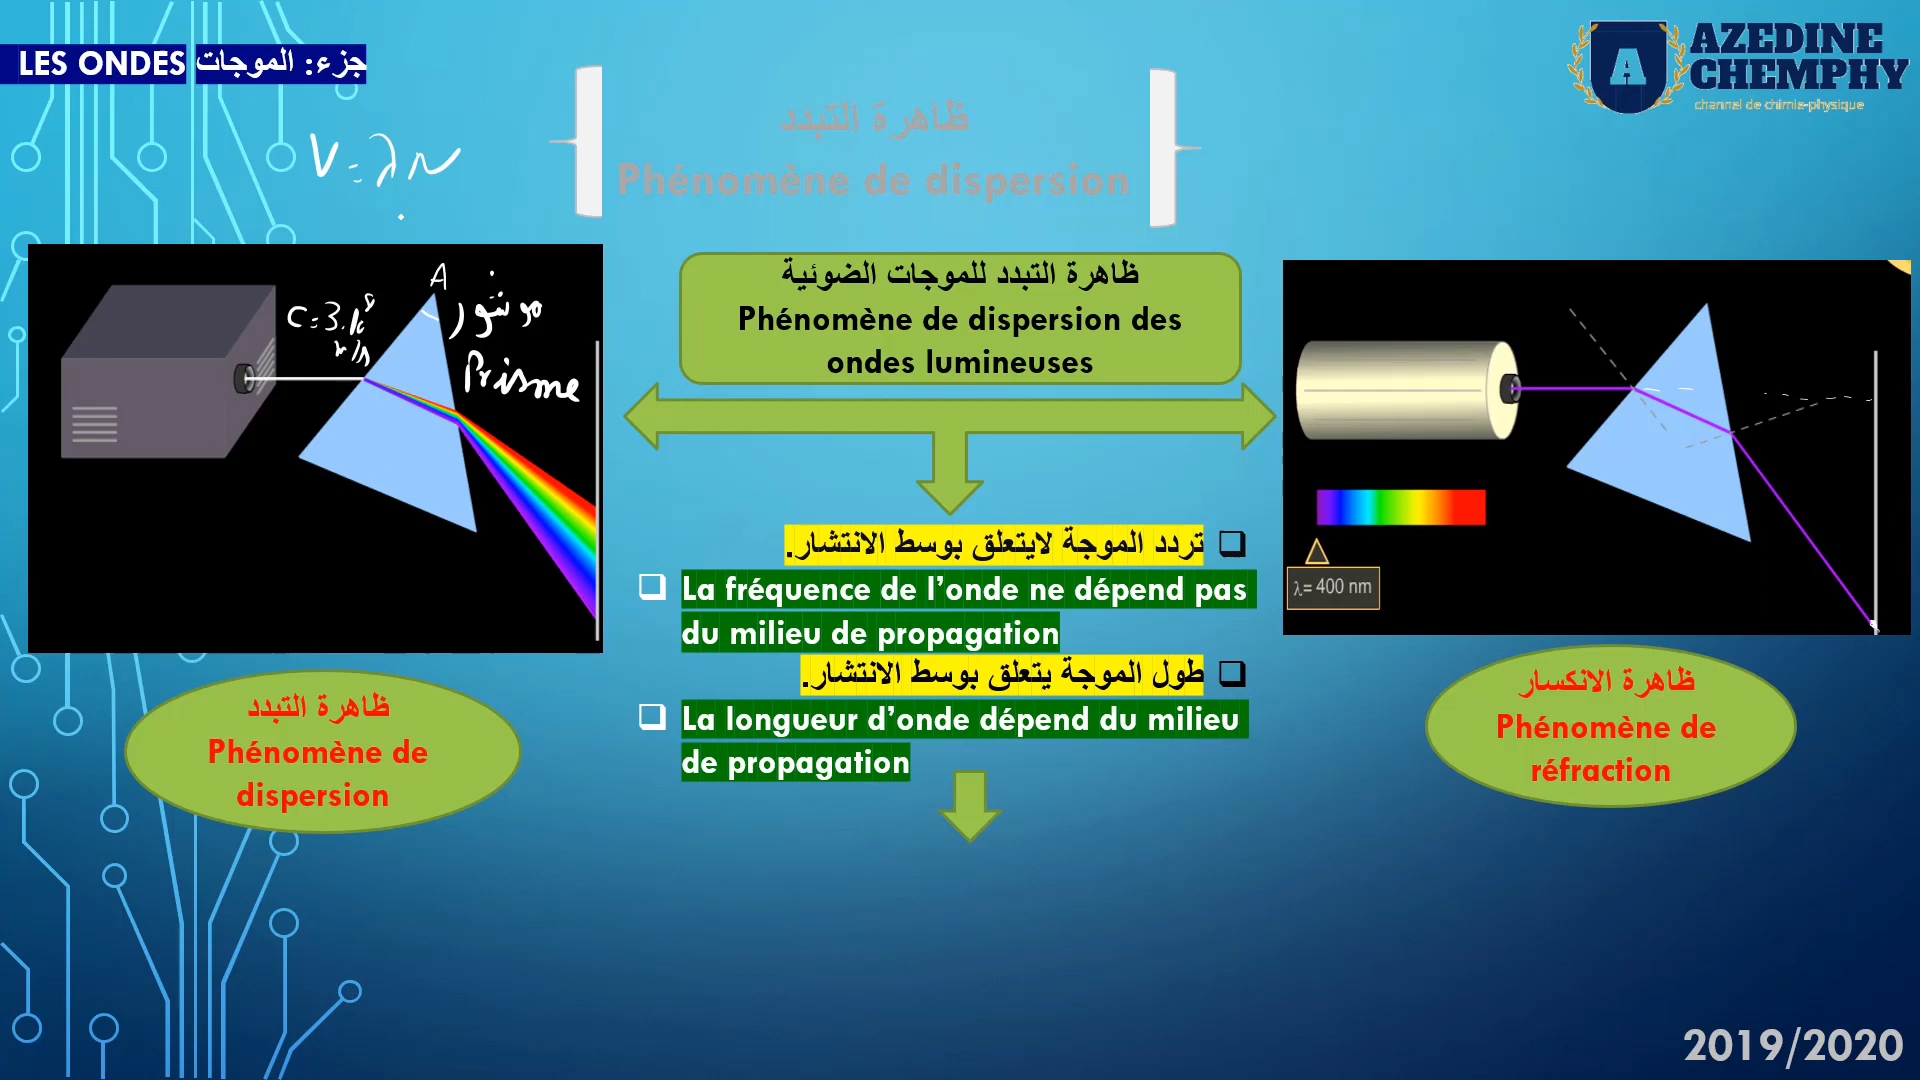 LES ONDES جزء: الموجات
AZEDINE
CHEMPHY
channel de chimie-physique
A
V = λ N
ظاهرة التبدد
Phénomène de dispersion
ظاهرة التبدد للموجات الضوئية
Phénomène de dispersion des
ondes lumineuses
C = 3.10⁸
m/s
A
موشور
Prisme
λ= 400 nm
تردد الموجة لايتعلق بوسط الانتشار.
La fréquence de l’onde ne dépend pas
du milieu de propagation
طول الموجة يتعلق بوسط الانتشار.
La longueur d’onde dépend du milieu
de propagation
ظاهرة التبدد
Phénomène de
dispersion
ظاهرة الانكسار
Phénomène de
réfraction
2019/2020